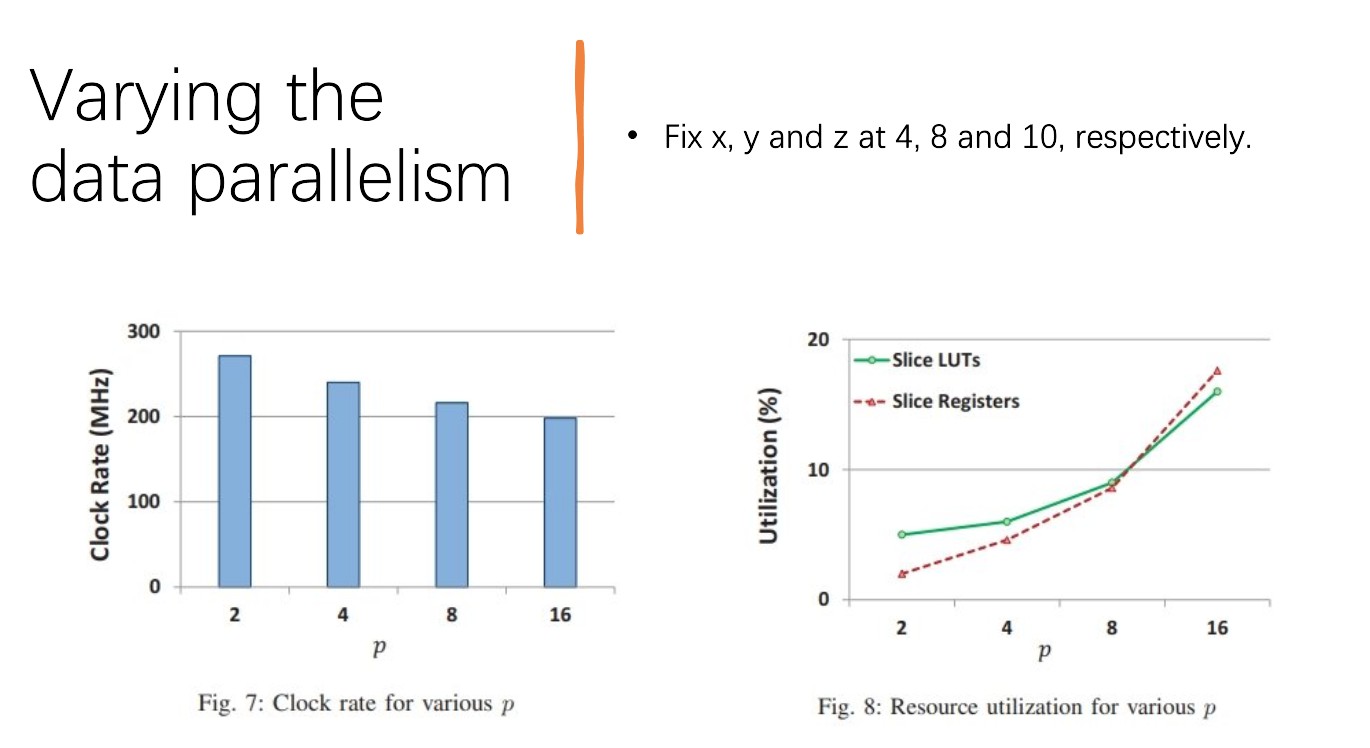 Varying the
data parallelism
• Fix x, y and z at 4, 8 and 10, respectively.
300
200
100
0
Clock Rate (MHz)
2 4 8 16
p
Fig. 7: Clock rate for various p
20
10
0
Utilization (%)
Slice LUTs
Slice Registers
2 4 8 16
p
Fig. 8: Resource utilization for various p